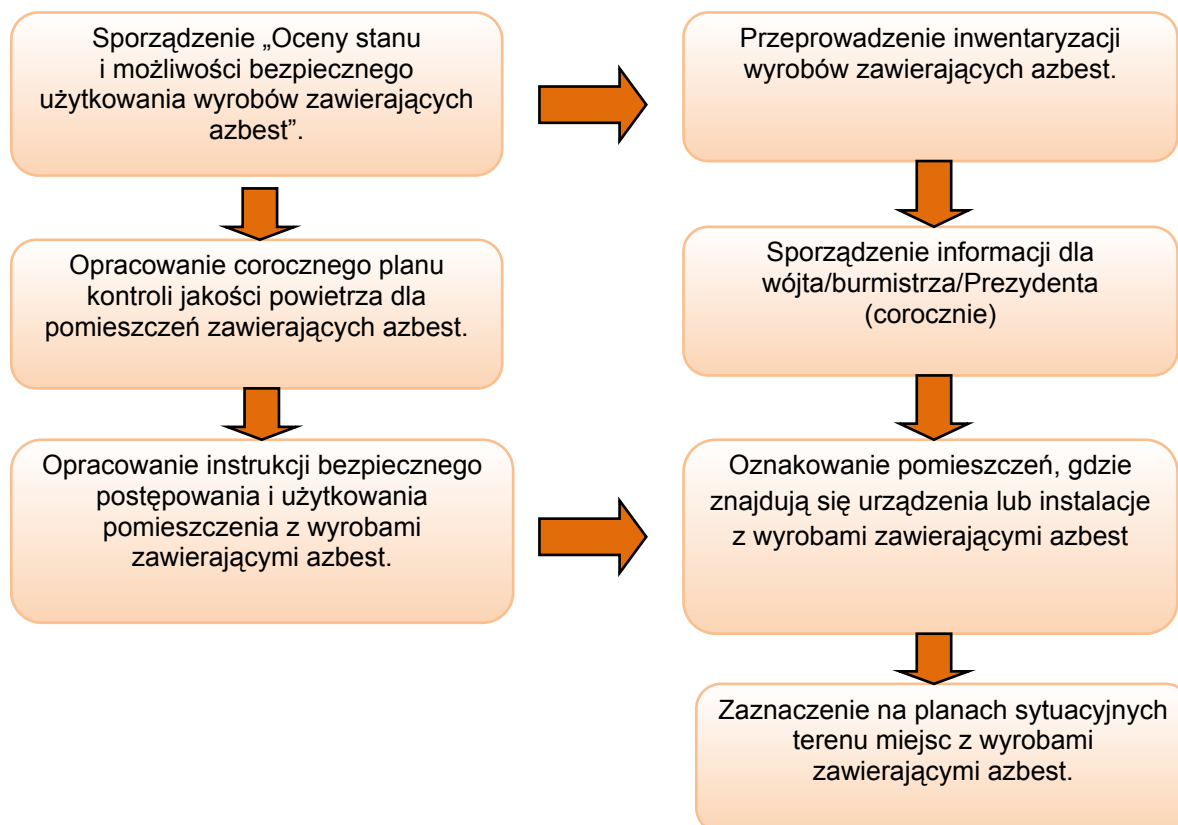 Sporządzenie „Oceny stanu
i możliwości bezpiecznego
użytkowania wyrobów zawierających
azbest”.
Przeprowadzenie inwentaryzacji
wyrobów zawierających azbest.
Opracowanie corocznego planu
kontroli jakości powietrza dla
pomieszczeń zawierających azbest.
Sporządzenie informacji dla
wójta/burmistrza/Prezydenta
(corocznie)
Opracowanie instrukcji bezpiecznego
postępowania i użytkowania
pomieszczenia z wyrobami
zawierającymi azbest.
Oznakowanie pomieszczeń, gdzie
znajdują się urządzenia lub instalacje
z wyrobami zawierającymi azbest
Zaznaczenie na planach sytuacyjnych
terenu miejsc z wyrobami
zawierającymi azbest.